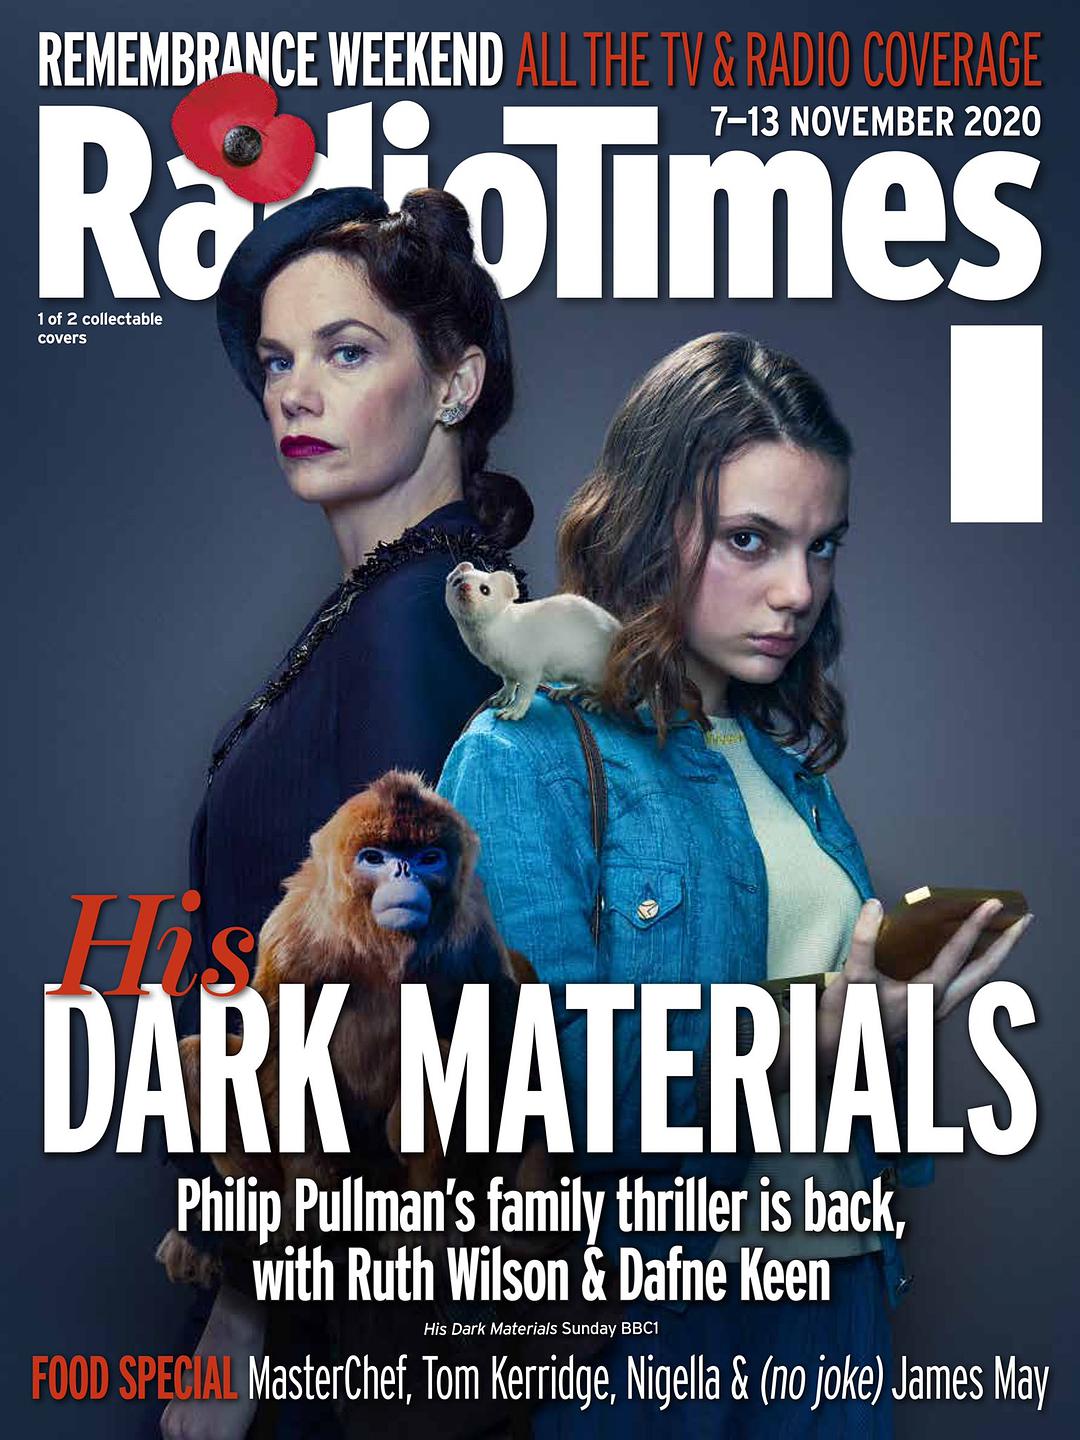 REMEMBRANCE WEEKEND ALL THE TV & RADIO COVERAGE
7–13 NOVEMBER 2020
RadioTimes
1 of 2 collectable
covers
His
DARK MATERIALS
Philip Pullman's family thriller is back,
with Ruth Wilson & Dafne Keen
His Dark Materials Sunday BBC1
FOOD SPECIAL MasterChef, Tom Kerridge, Nigella & (no joke) James May